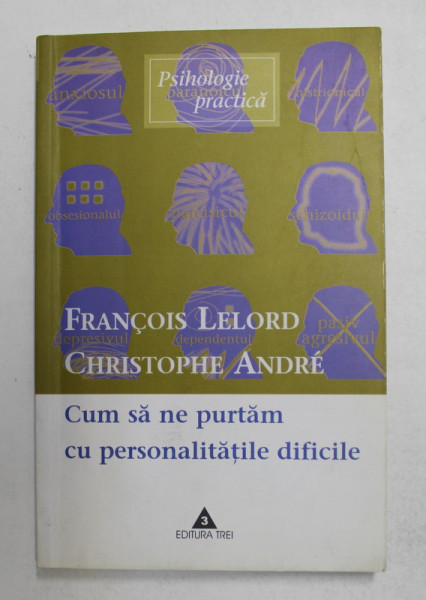 Psihologie
practică
anxiosul paranoicul histrionicul
obsesionalul narcisicul schizoidul
FRANÇOIS LELORD
depresivul dependentul pasiv
agresivul
CHRISTOPHE ANDRÉ
Cum să ne purtăm
cu personalitățile dificile
3
EDITURA TREI